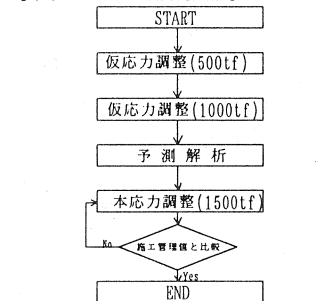 START
仮応力調整(500tf)
仮応力調整(1000tf)
予測解析
本応力調整(1500tf)
施工管理値と比較
No
Yes
END